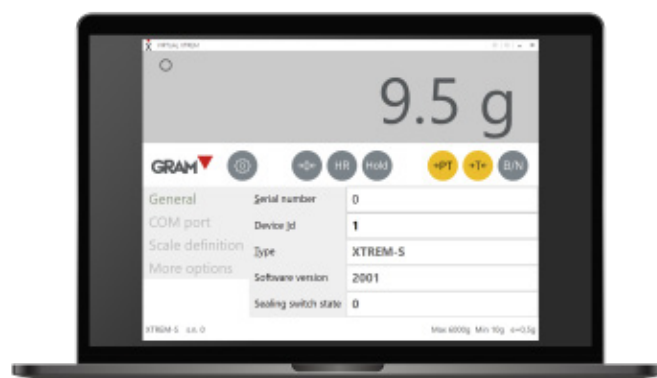 VIRTUAL XTREM
9.5 g
GRAM
HR Hold →PT →T← B/N
General
COM port
Scale definition
More options
Serial number 0
Device Id 1
Type XTREM-S
Software version 2001
Sealing switch state 0
XTREM-S s.n. 0 Max 6000g Min 10g e=0,5g